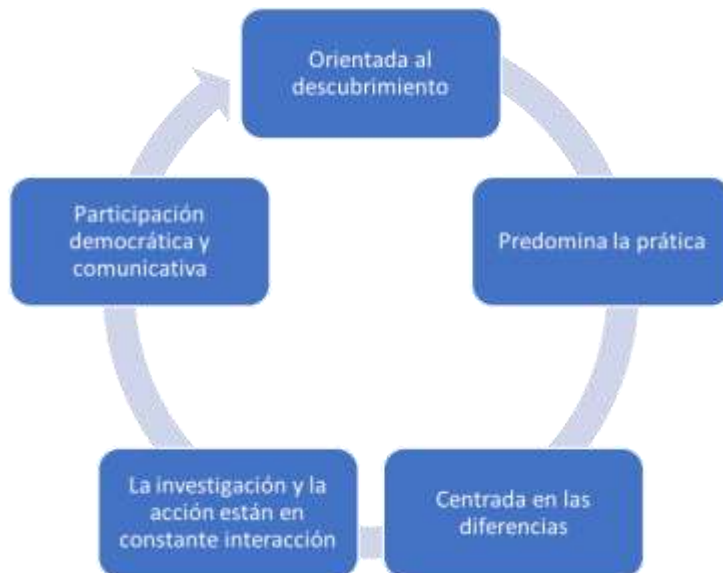 Orientada al
descubrimiento
Predomina la prática
Centrada en las
diferencias
La investigación y la
acción están en
constante interacción
Participación
democrática y
comunicativa